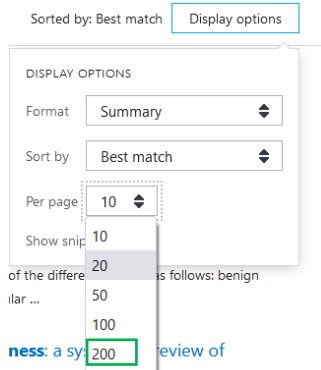 Sorted by: Best match Display options
DISPLAY OPTIONS
Format Summary
Sort by Best match
Per page 10
Show snip
10
20
50
100
200
of the differe as follows: benign
ular ...
ness: a sy review of